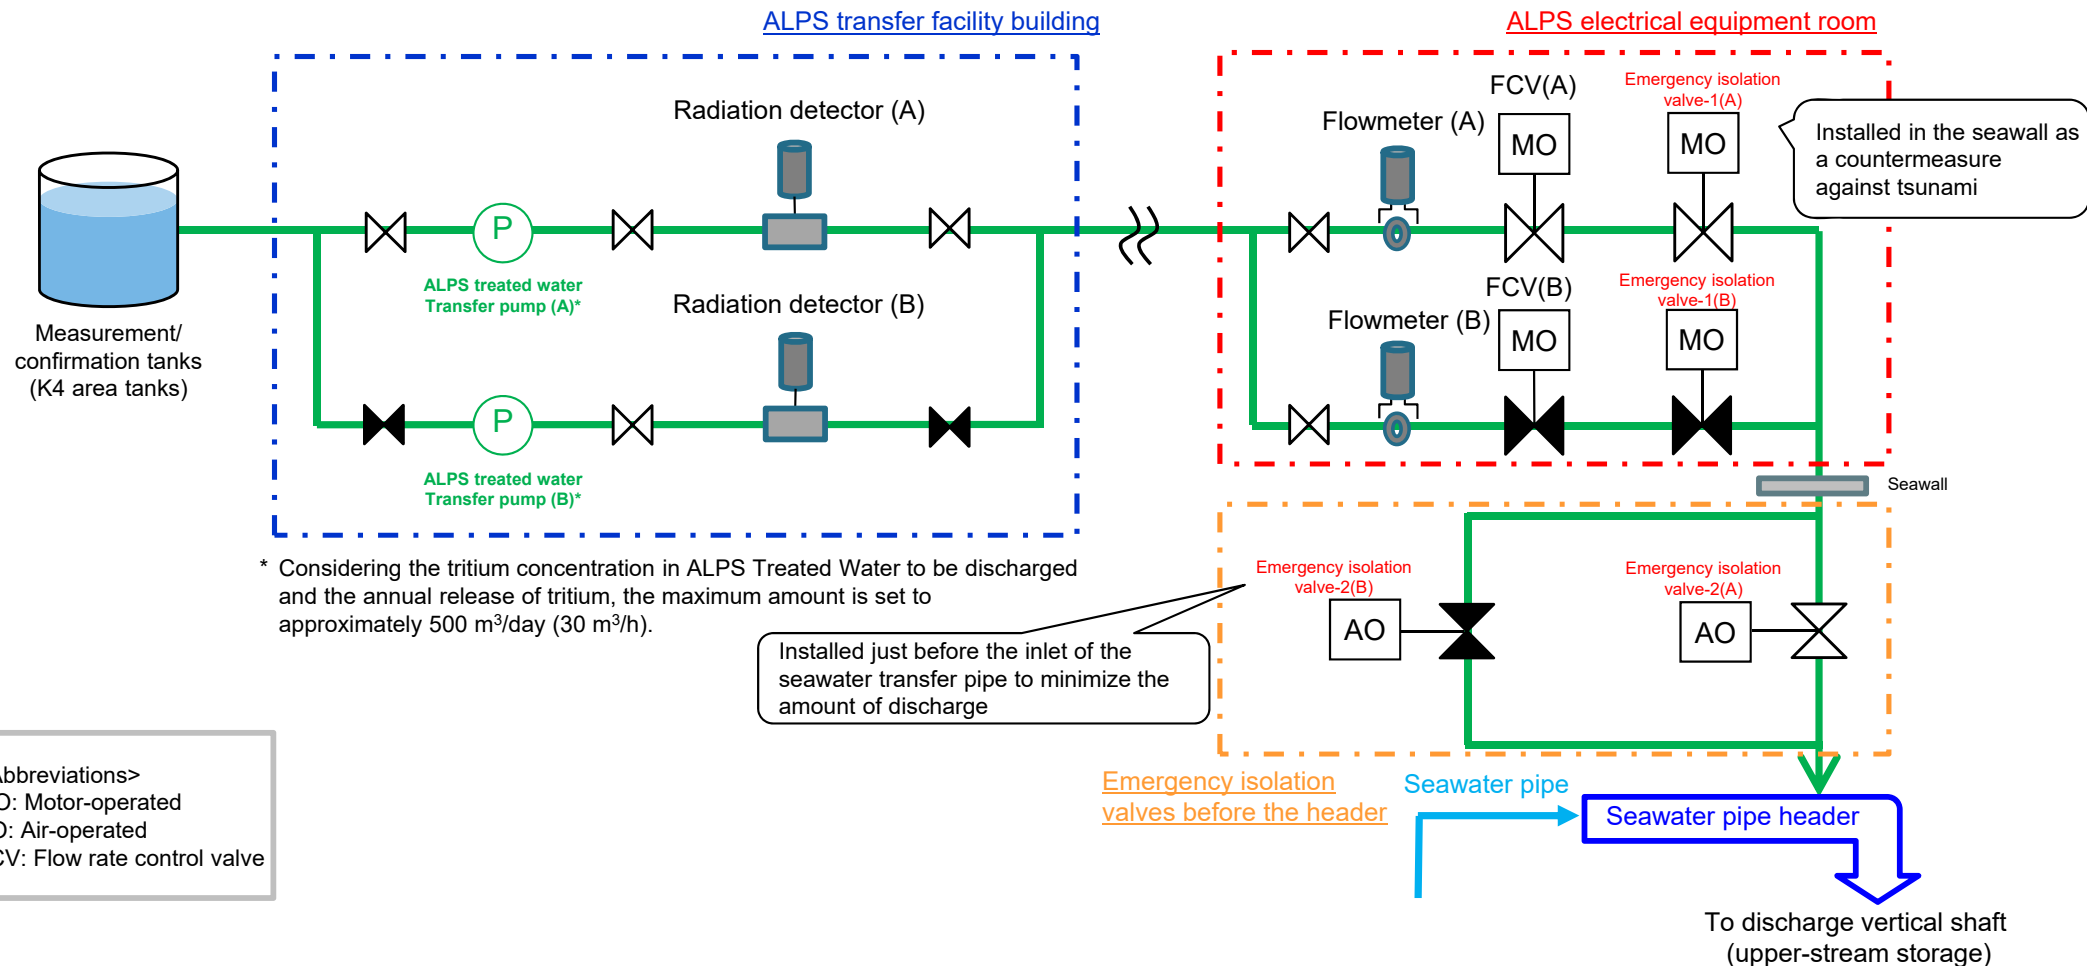 ALPS transfer facility building
ALPS electrical equipment room
Radiation detector (A)
Flowmeter (A)
FCV(A)
MO
Emergency isolation
valve-1(A)
MO
Installed in the seawall as
a countermeasure
against tsunami
P
ALPS treated water
Transfer pump (A)*
Radiation detector (B)
Flowmeter (B)
FCV(B)
MO
Emergency isolation
valve-1(B)
MO
Measurement/
confirmation tanks
(K4 area tanks)
P
ALPS treated water
Transfer pump (B)*
Seawall
* Considering the tritium concentration in ALPS Treated Water to be discharged
and the annual release of tritium, the maximum amount is set to
approximately 500 m³/day (30 m³/h).
Emergency isolation
valve-2(B)
AO
Emergency isolation
valve-2(A)
AO
Installed just before the inlet of the
seawater transfer pipe to minimize the
amount of discharge
bbreviations>
O: Motor-operated
O: Air-operated
CV: Flow rate control valve
Emergency isolation
valves before the header
Seawater pipe
Seawater pipe header
To discharge vertical shaft
(upper-stream storage)